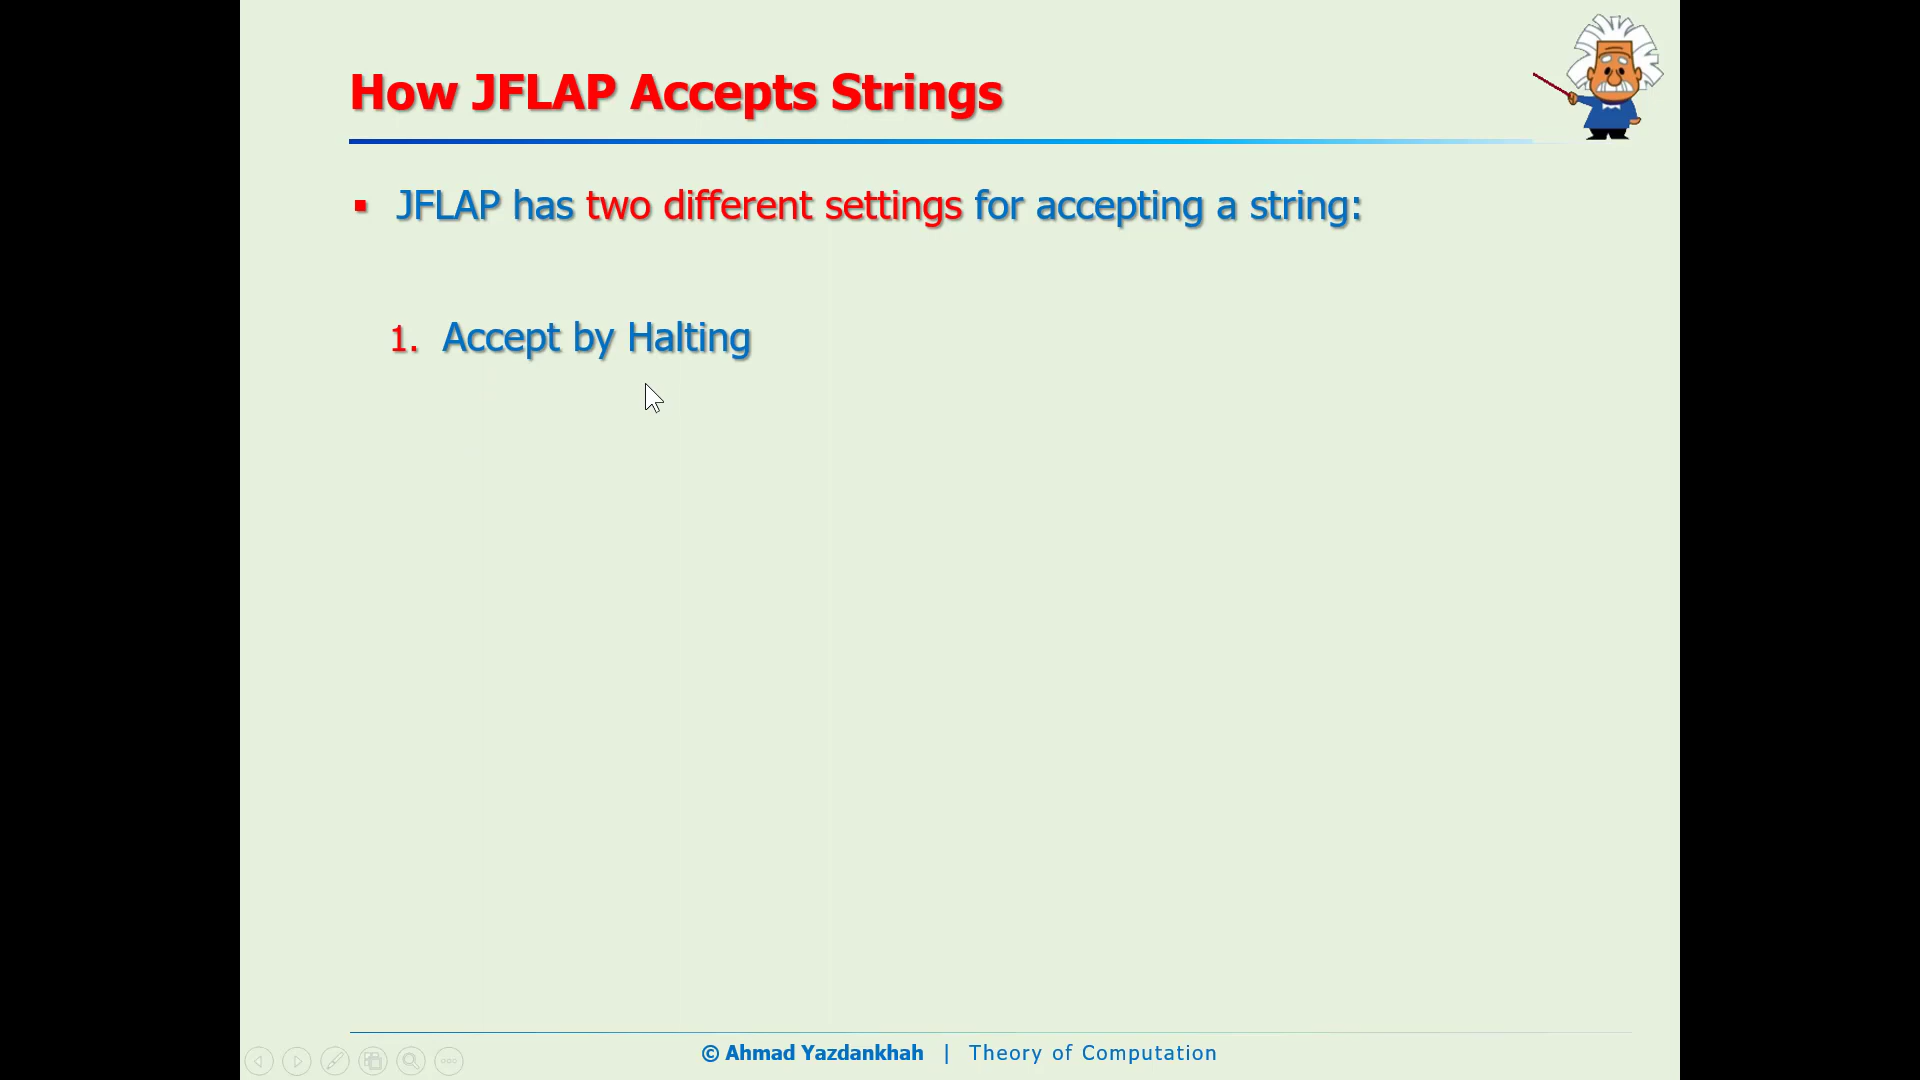 How JFLAP Accepts Strings
▪ JFLAP has two different settings for accepting a string:
1. Accept by Halting
© Ahmad Yazdankhah | Theory of Computation